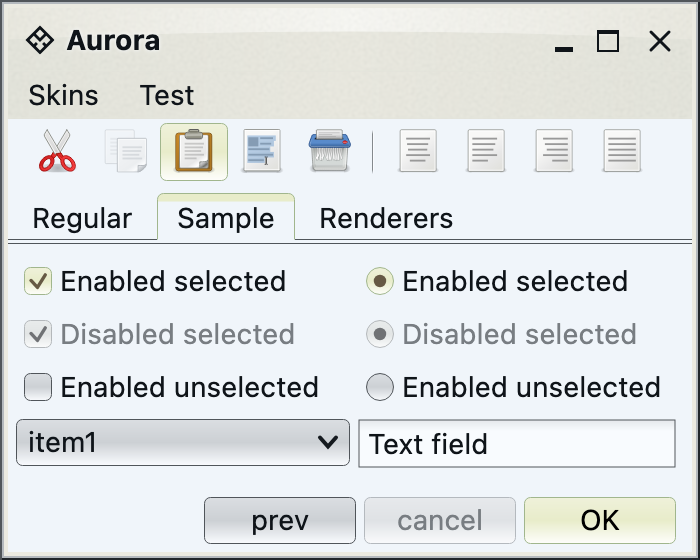 Aurora
Skins Test
Regular Sample Renderers
Enabled selected Enabled selected
Disabled selected Disabled selected
Enabled unselected Enabled unselected
item1 Text field
prev cancel OK